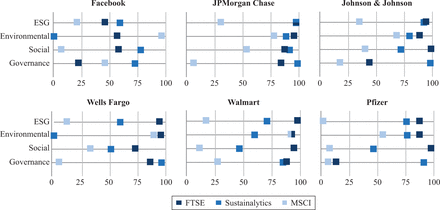 Facebook
JPMorgan Chase
Johnson & Johnson
ESG
Environmental
Social
Governance
0 25 50 75 100
0 25 50 75 100
0 25 50 75 100
Wells Fargo
Walmart
Pfizer
ESG
Environmental
Social
Governance
0 25 50 75 100
0 25 50 75 100
0 25 50 75 100
FTSE Sustainalytics MSCI